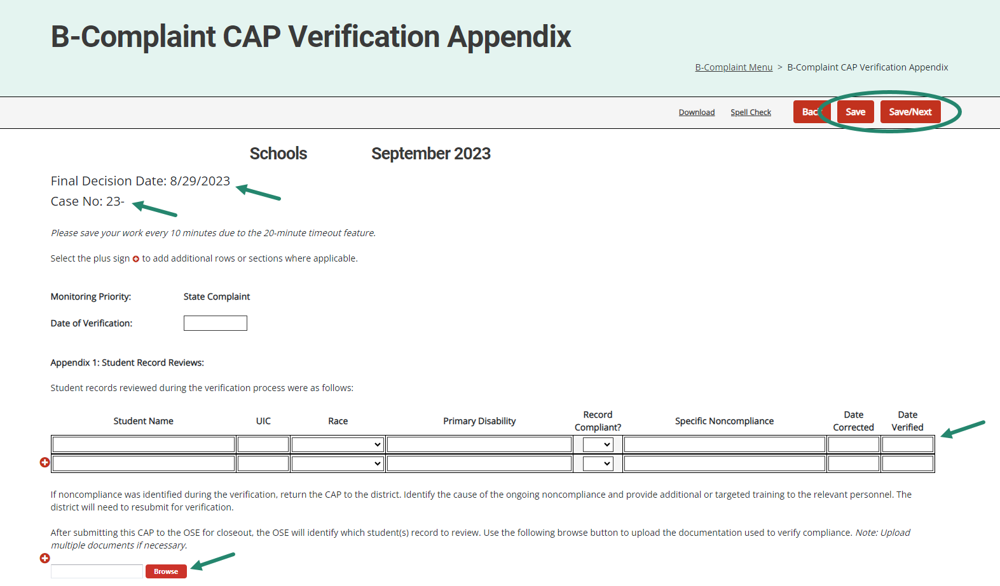 B-Complaint CAP Verification Appendix
B-Complaint Menu > B-Complaint CAP Verification Appendix
Download Spell Check Back Save Save/Next
Schools September 2023
Final Decision Date: 8/29/2023
Case No: 23-
Please save your work every 10 minutes due to the 20-minute timeout feature.
Select the plus sign to add additional rows or sections where applicable.
Monitoring Priority: State Complaint
Date of Verification:
Appendix 1: Student Record Reviews:
Student records reviewed during the verification process were as follows:
Student Name UIC Race Primary Disability Record Compliant? Specific Noncompliance Date Corrected Date Verified
If noncompliance was identified during the verification, return the CAP to the district. Identify the cause of the ongoing noncompliance and provide additional or targeted training to the relevant personnel. The
district will need to resubmit for verification.
After submitting this CAP to the OSE for closeout, the OSE will identify which student(s) record to review. Use the following browse button to upload the documentation used to verify compliance. Note: Upload
multiple documents if necessary.
Browse